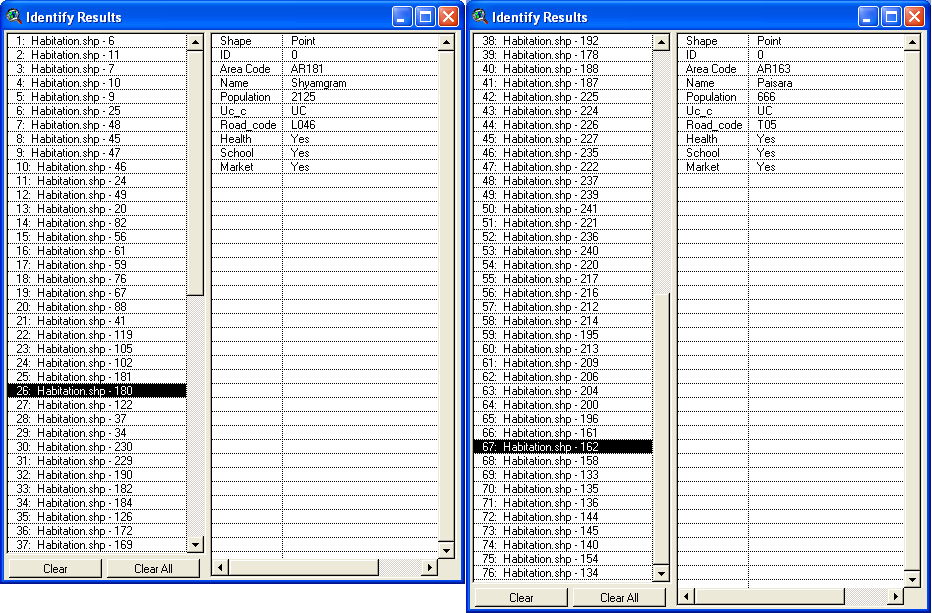 Identify Results
1: Habitation.shp - 6
2: Habitation.shp - 11
3: Habitation.shp - 7
4: Habitation.shp - 10
5: Habitation.shp - 9
6: Habitation.shp - 25
7: Habitation.shp - 48
8: Habitation.shp - 45
9: Habitation.shp - 47
10: Habitation.shp - 46
11: Habitation.shp - 24
12: Habitation.shp - 49
13: Habitation.shp - 20
14: Habitation.shp - 82
15: Habitation.shp - 56
16: Habitation.shp - 61
17: Habitation.shp - 59
18: Habitation.shp - 76
19: Habitation.shp - 67
20: Habitation.shp - 88
21: Habitation.shp - 41
22: Habitation.shp - 119
23: Habitation.shp - 105
24: Habitation.shp - 102
25: Habitation.shp - 181
26: Habitation.shp - 180
27: Habitation.shp - 122
28: Habitation.shp - 37
29: Habitation.shp - 34
30: Habitation.shp - 230
31: Habitation.shp - 229
32: Habitation.shp - 190
33: Habitation.shp - 182
34: Habitation.shp - 184
35: Habitation.shp - 126
36: Habitation.shp - 172
37: Habitation.shp - 169
Shape Point
ID 0
Area Code AR181
Name Shyamgram
Population 2125
Uc_c UC
Road_code L046
Health Yes
School Yes
Market Yes
Clear Clear All
Identify Results
38: Habitation.shp - 192
39: Habitation.shp - 178
40: Habitation.shp - 188
41: Habitation.shp - 187
42: Habitation.shp - 225
43: Habitation.shp - 224
44: Habitation.shp - 226
45: Habitation.shp - 227
46: Habitation.shp - 235
47: Habitation.shp - 222
48: Habitation.shp - 237
49: Habitation.shp - 239
50: Habitation.shp - 241
51: Habitation.shp - 221
52: Habitation.shp - 236
53: Habitation.shp - 240
54: Habitation.shp - 220
55: Habitation.shp - 217
56: Habitation.shp - 216
57: Habitation.shp - 212
58: Habitation.shp - 214
59: Habitation.shp - 195
60: Habitation.shp - 213
61: Habitation.shp - 209
62: Habitation.shp - 206
63: Habitation.shp - 204
64: Habitation.shp - 200
65: Habitation.shp - 196
66: Habitation.shp - 161
67: Habitation.shp - 162
68: Habitation.shp - 158
69: Habitation.shp - 133
70: Habitation.shp - 135
71: Habitation.shp - 136
72: Habitation.shp - 144
73: Habitation.shp - 145
74: Habitation.shp - 140
75: Habitation.shp - 154
76: Habitation.shp - 134
Shape Point
ID 0
Area Code AR163
Name Paisara
Population 666
Uc_c UC
Road_code T05
Health Yes
School Yes
Market Yes
Clear Clear All